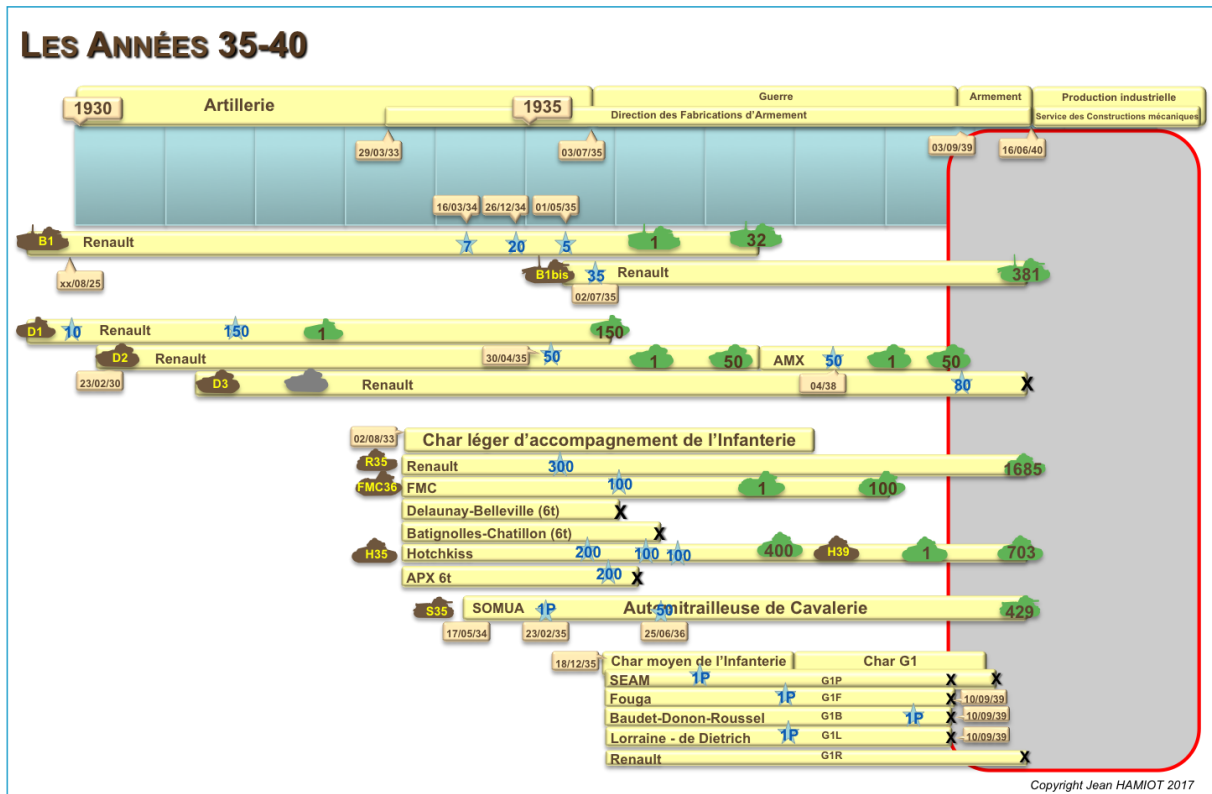 LES ANNÉES 35-40
1930 Artillerie 1935 Guerre Armement Production industrielle
Direction des Fabrications d'Armement Service des Constructions mécaniques
29/03/33 03/07/35 03/09/39 16/06/40
16/03/34 26/12/34 01/05/35
B1 Renault 7 20 5 1 32
xx/08/25
B1bis 35 Renault 381
02/07/35
D1 10 Renault 150 1 150
D2 Renault 30/04/35 50 1 50 AMX 50 1 50
23/02/30
D3 Renault 04/38 80 X
02/08/33 Char léger d'accompagnement de l'Infanterie
R35 Renault 300 1685
FMC36 FMC 100 1 100
Delaunay-Belleville (6t) X
Batignolles-Chatillon (6t) X
H35 Hotchkiss 200 100 100 400 H39 1 703
APX 6t 200 X
S35 SOMUA 1P Automitrailleuse de Cavalerie 50 429
17/05/34 23/02/35 25/06/36
18/12/35 Char moyen de l'Infanterie Char G1
SEAM 1P G1P X X
Fouga 1P G1F X 10/09/39
Baudet-Donon-Roussel G1B 1P X 10/09/39
Lorraine - de Dietrich 1P G1L X 10/09/39
Renault G1R X
Copyright Jean HAMIOT 2017